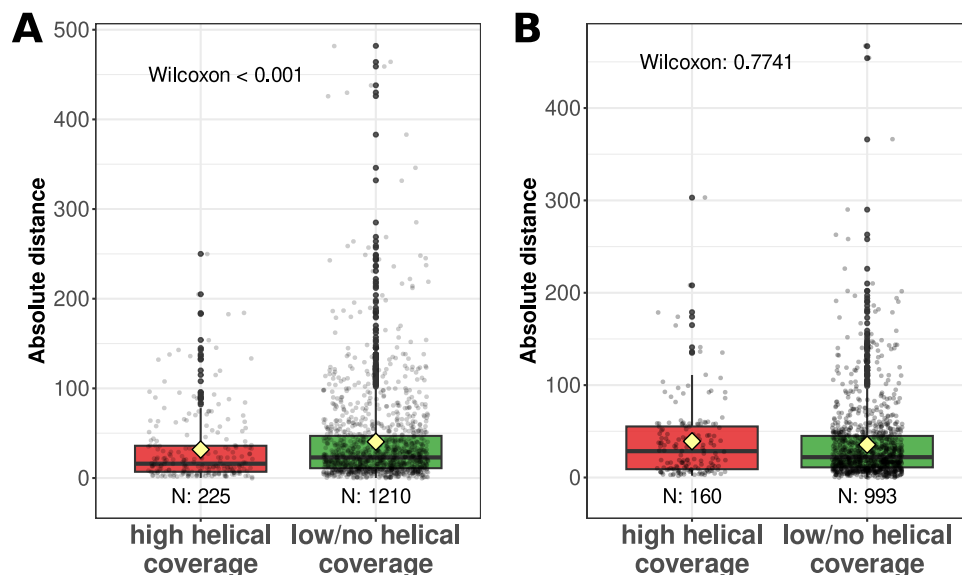 A
Absolute distance
500
400
300
200
100
0
Wilcoxon < 0.001
N: 225
N: 1210
high helical
coverage
low/no helical
coverage
B
Absolute distance
400
300
200
100
0
Wilcoxon: 0.7741
N: 160
N: 993
high helical
coverage
low/no helical
coverage